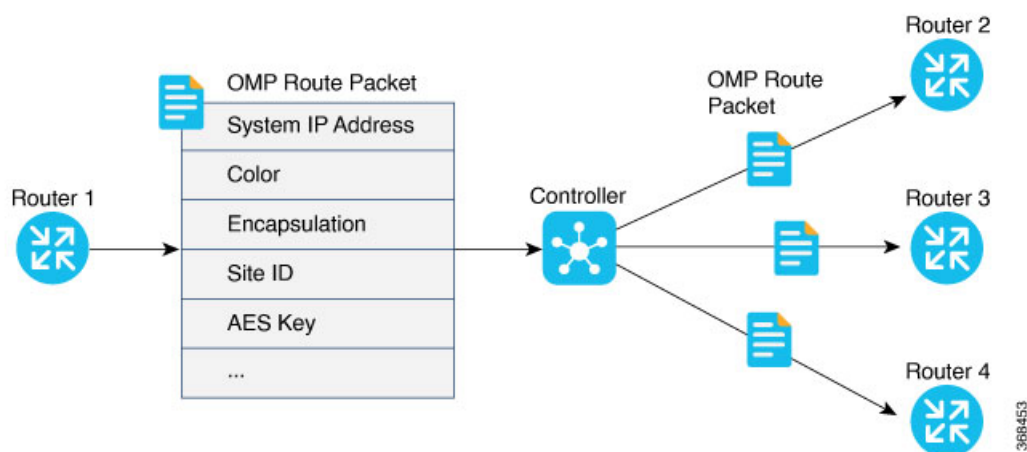 Router 1
OMP Route Packet
System IP Address
Color
Encapsulation
Site ID
AES Key
...
Controller
OMP Route
Packet
Router 2
Router 3
Router 4
368453